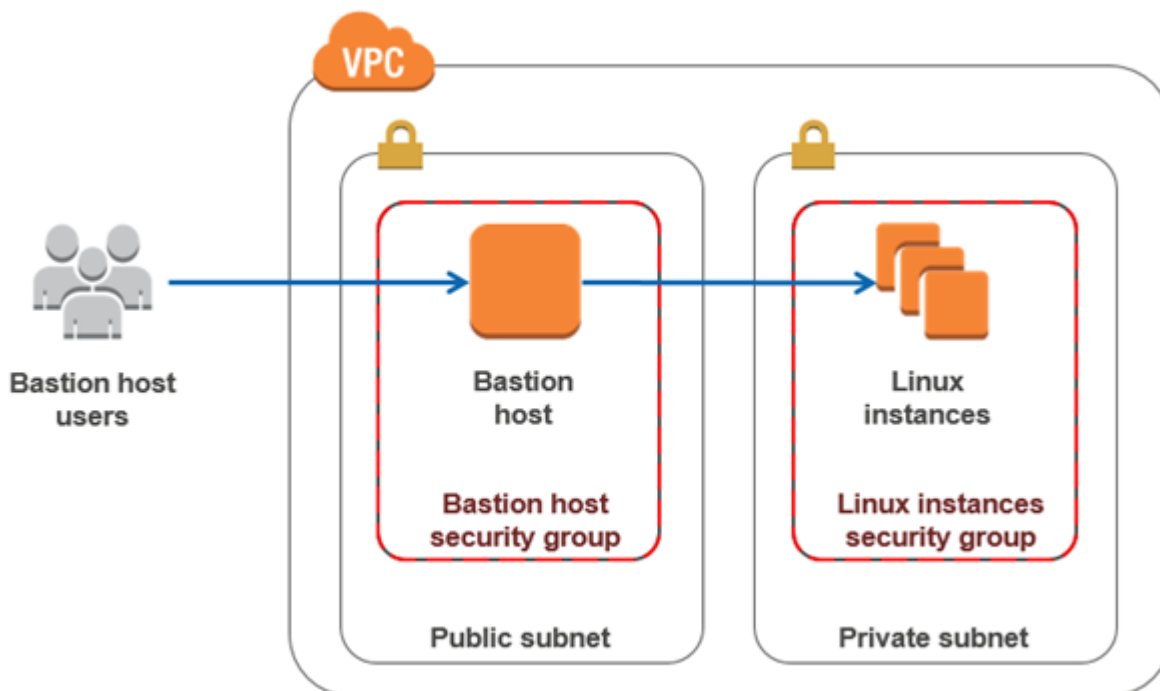 VPC
Bastion host
users
Bastion
host
Linux
instances
Bastion host
security group
Linux instances
security group
Public subnet
Private subnet